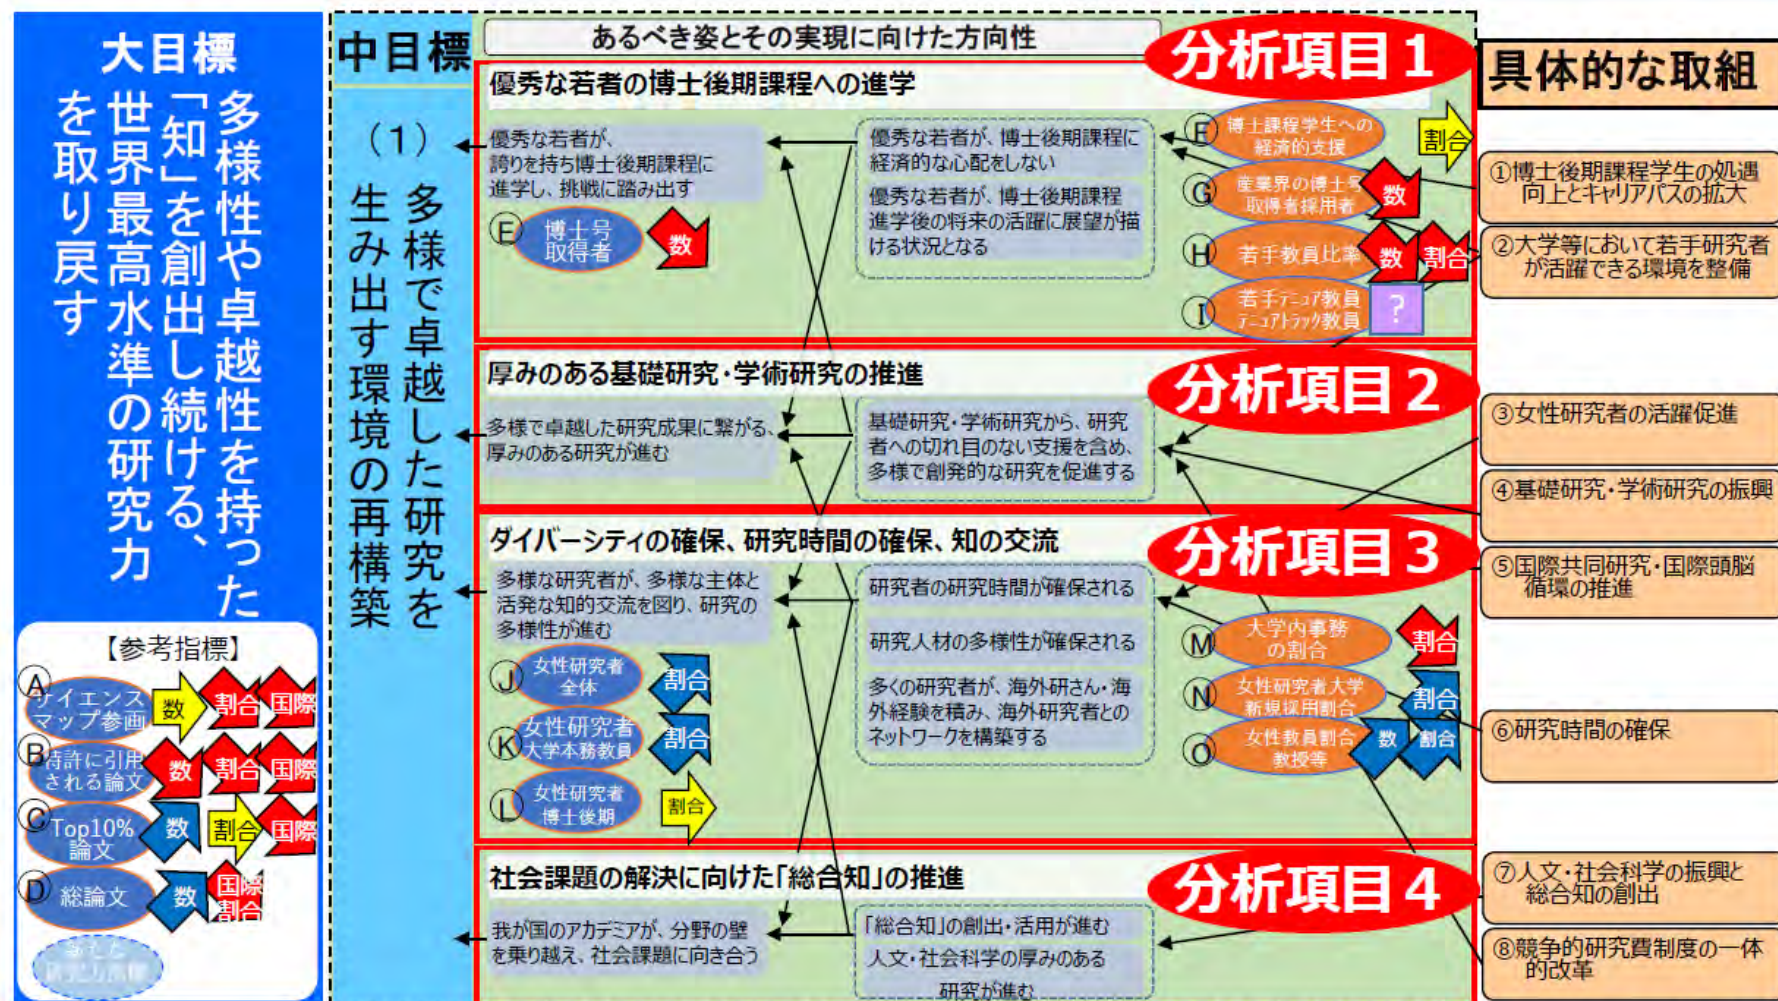 大目標
多様性や卓越性を持った
「知」を創出し続ける、
世界最高水準の研究力
を取り戻す
【参考指標】
A
サイエンス
マップ参画
数
割合
国際
B
特許に引用
される論文
数
割合
国際
C
Top10%
論文
数
割合
国際
D
総論文
数
国際
割合
中目標
(1)
多様で卓越した研究を
生み出す環境の再構築
あるべき姿とその実現に向けた方向性
分析項目1
優秀な若者の博士後期課程への進学
優秀な若者が、
誇りを持ち博士後期課程に
進学し、挑戦に踏み出す
E
博士号
取得者
数
優秀な若者が、博士後期課程に
経済的な心配をしない
優秀な若者が、博士後期課程
進学後の将来の活躍に展望が描
ける状況となる
博士課程学生への
経済的支援
割合
G
産業界の博士号
取得者採用者
数
H
若手教員比率
数
割合
I
若手テニュア教員
テニュアトラック教員
?
分析項目2
厚みのある基礎研究・学術研究の推進
多様で卓越した研究成果に繋がる、
厚みのある研究が進む
基礎研究・学術研究から、研究
者への切れ目のない支援を含め、
多様で創発的な研究を促進する
分析項目3
ダイバーシティの確保、研究時間の確保、知の交流
多様な研究者が、多様な主体と
活発な知的交流を図り、研究の
多様性が進む
J
女性研究者
全体
割合
K
女性研究者
大学本務教員
割合
L
女性研究者
博士後期
割合
研究者の研究時間が確保される
研究人材の多様性が確保される
多くの研究者が、海外研さん・海
外経験を積み、海外研究者との
ネットワークを構築する
M
大学内事務
の割合
割合
N
女性研究者大学
新規採用割合
割合
O
女性教員割合
教授等
数
割合
分析項目4
社会課題の解決に向けた「総合知」の推進
我が国のアカデミアが、分野の壁
を乗り越え、社会課題に向き合う
「総合知」の創出・活用が進む
人文・社会科学の厚みのある
研究が進む
具体的な取組
①博士後期課程学生の処遇
向上とキャリアパスの拡大
②大学等において若手研究者
が活躍できる環境を整備
③女性研究者の活躍促進
④基礎研究・学術研究の振興
⑤国際共同研究・国際頭脳
循環の推進
⑥研究時間の確保
⑦人文・社会科学の振興と
総合知の創出
⑧競争的研究費制度の一体
的改革